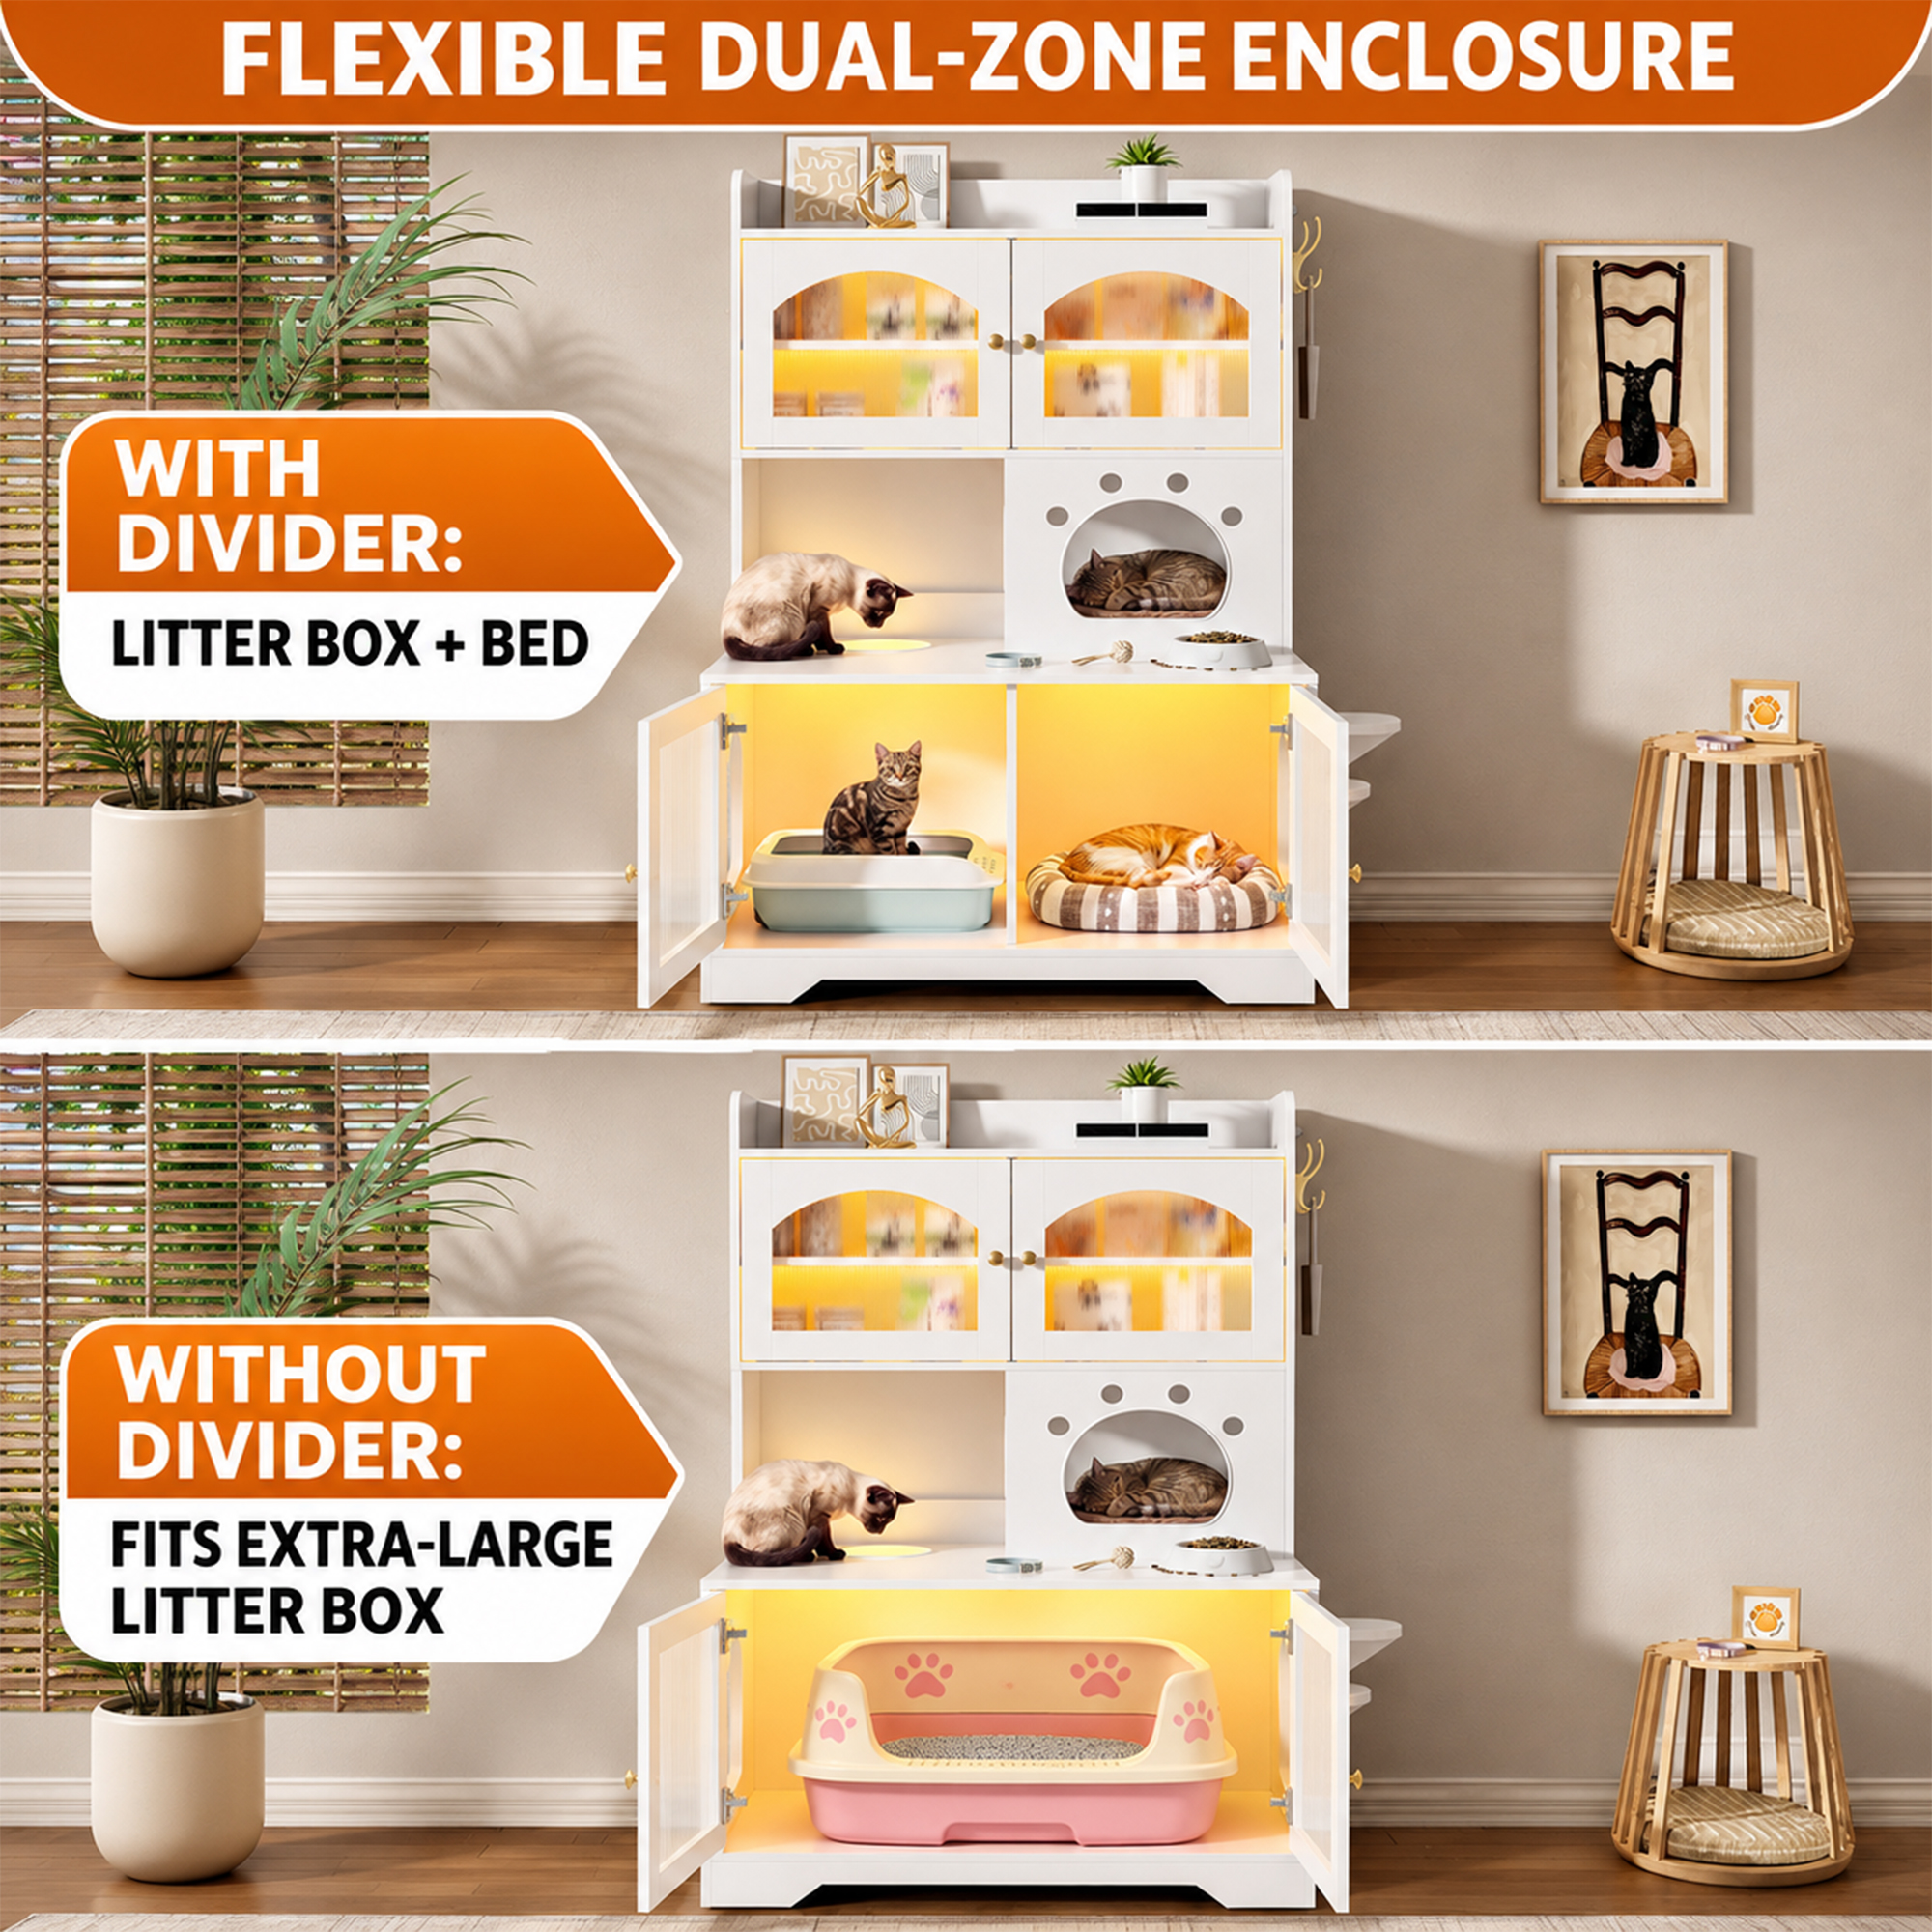 FLEXIBLE DUAL-ZONE ENCLOSURE
WITH
DIVIDER:
LITTER BOX + BED
WITHOUT
DIVIDER:
FITS EXTRA-LARGE
LITTER BOX